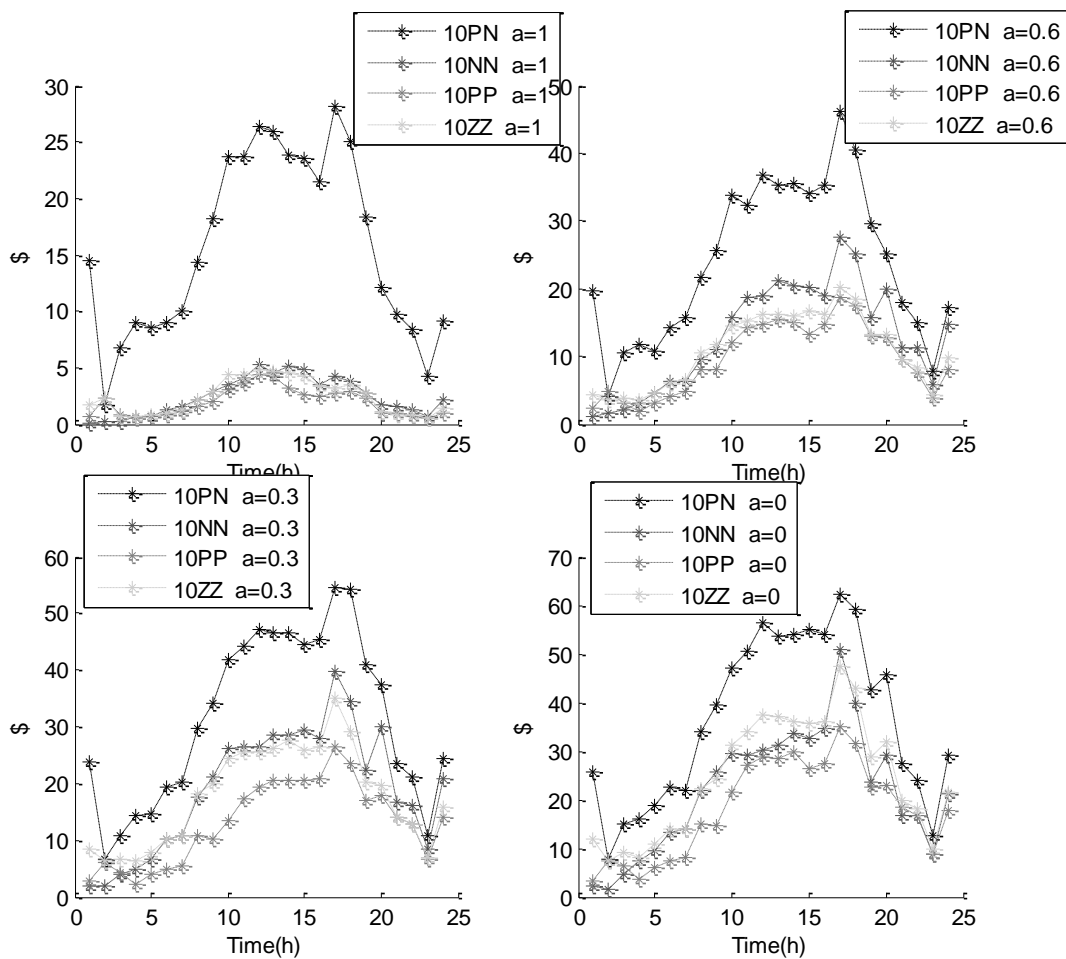 10PN a=1
10NN a=1
10PP a=1
10ZZ a=1
30
25
20
15
10
5
0
$
0 5 10 15 20 25
Time(h)
10PN a=0.6
10NN a=0.6
10PP a=0.6
10ZZ a=0.6
50
40
30
20
10
0
$
0 5 10 15 20 25
Time(h)
10PN a=0.3
10NN a=0.3
10PP a=0.3
10ZZ a=0.3
60
50
40
30
20
10
0
$
0 5 10 15 20 25
Time(h)
10PN a=0
10NN a=0
10PP a=0
10ZZ a=0
70
60
50
40
30
20
10
0
$
0 5 10 15 20 25
Time(h)